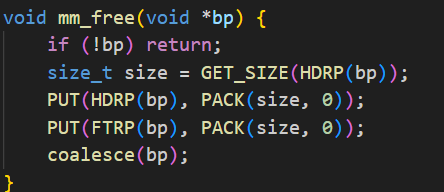 void mm_free(void *bp) {
    if (!bp) return;
    size_t size = GET_SIZE(HDRP(bp));
    PUT(HDRP(bp), PACK(size, 0));
    PUT(FTRP(bp), PACK(size, 0));
    coalesce(bp);
}